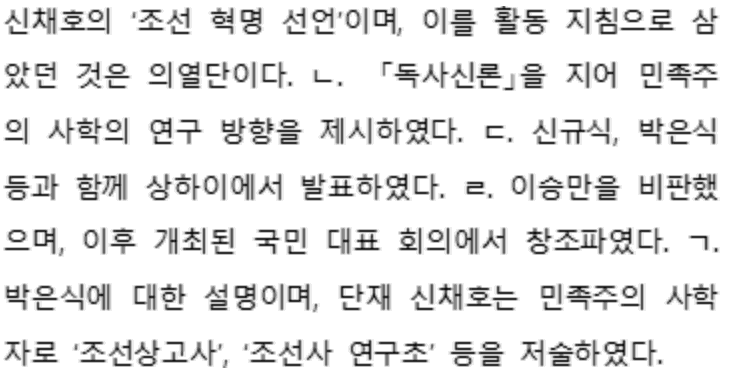 신채호의 '조선 혁명 선언'이며, 이를 활동 지침으로 삼
았던 것은 의열단이다. ㄴ. 「독사신론」을 지어 민족주
의 사학의 연구 방향을 제시하였다. ㄷ. 신규식, 박은식
등과 함께 상하이에서 발표하였다. ㄹ. 이승만을 비판했
으며, 이후 개최된 국민 대표 회의에서 창조파였다. ㄱ.
박은식에 대한 설명이며, 단재 신채호는 민족주의 사학
자로 '조선상고사', '조선사 연구초' 등을 저술하였다.